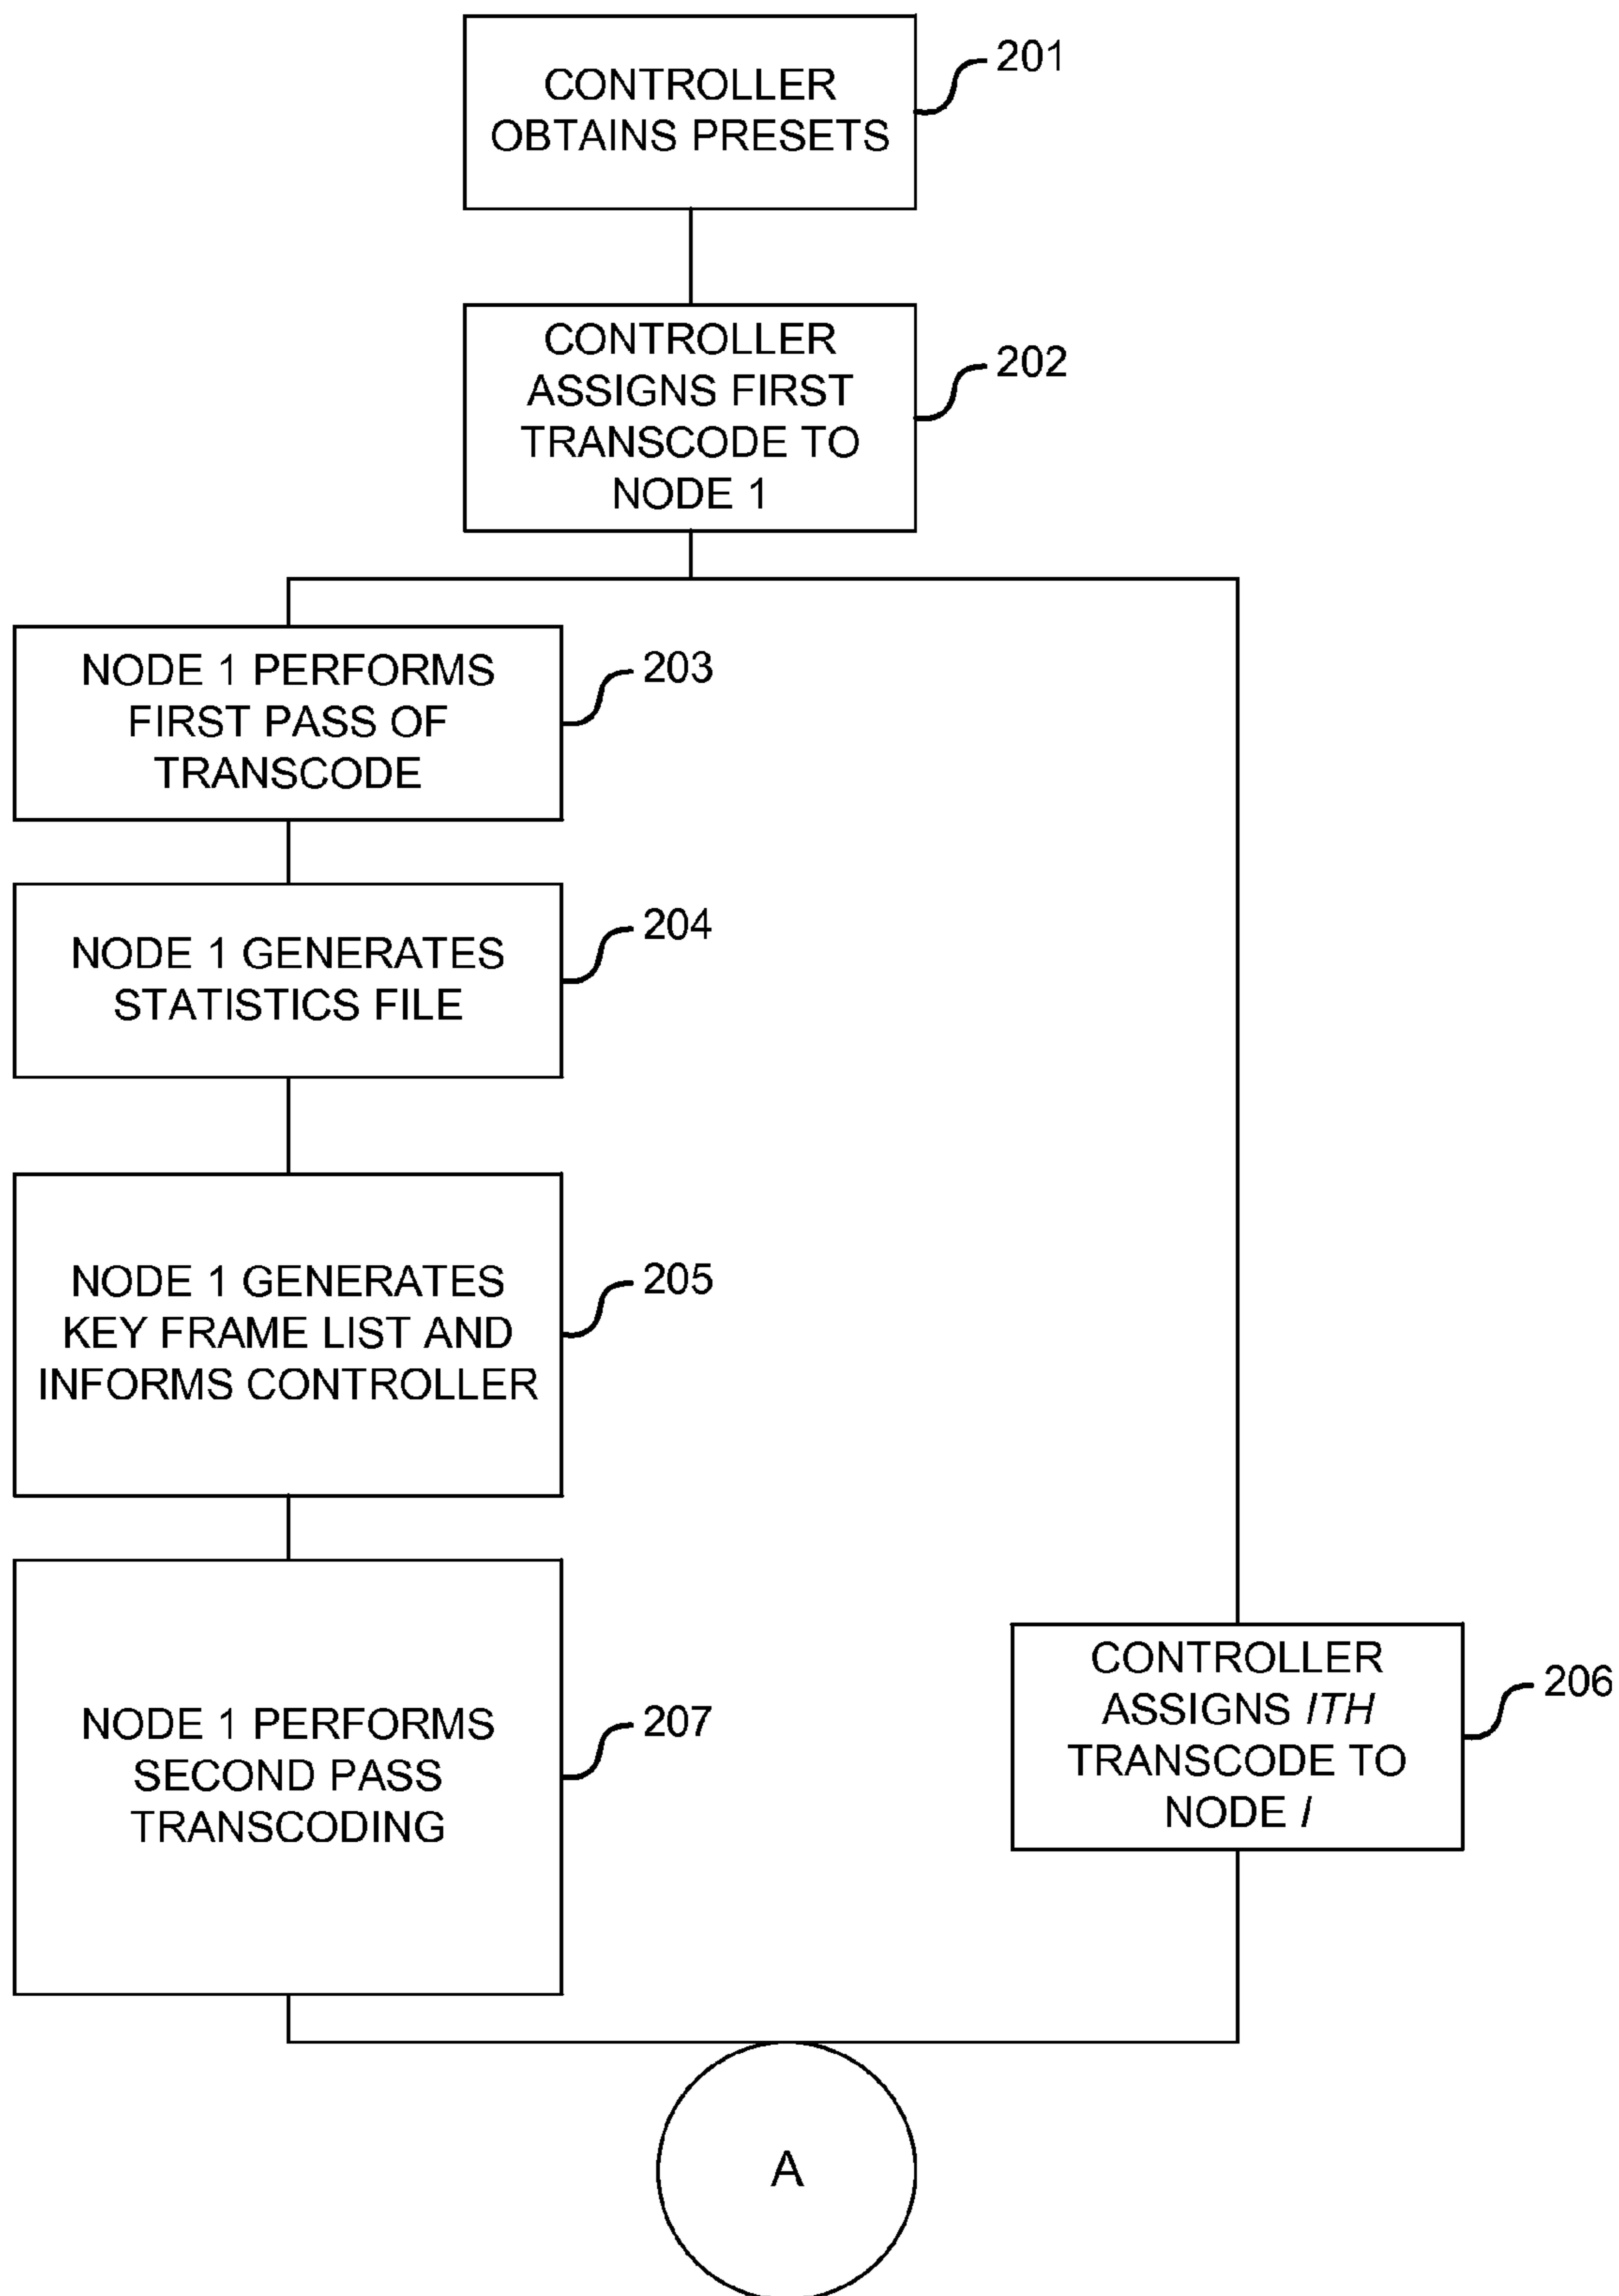 CONTROLLER
OBTAINS PRESETS
201
CONTROLLER
ASSIGNS FIRST
TRANSCODE TO
NODE 1
202
NODE 1 PERFORMS
FIRST PASS OF
TRANSCODE
203
NODE 1 GENERATES
STATISTICS FILE
204
NODE 1 GENERATES
KEY FRAME LIST AND
INFORMS CONTROLLER
205
CONTROLLER
ASSIGNS ITH
TRANSCODE TO
NODE I
206
NODE 1 PERFORMS
SECOND PASS
TRANSCODING
207
A